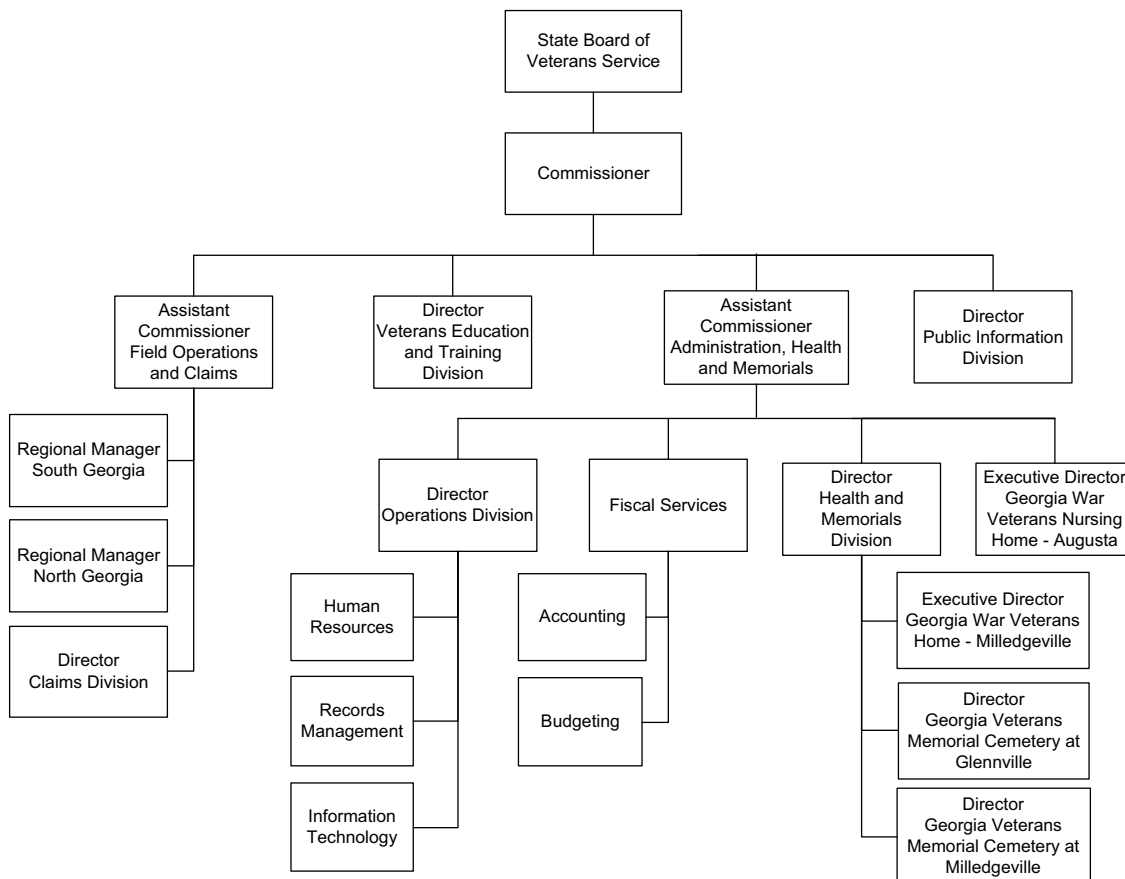 State Board of
Veterans Service
Commissioner
Assistant
Commissioner
Field Operations
and Claims
Director
Veterans Education
and Training
Division
Assistant
Commissioner
Administration, Health
and Memorials
Director
Public Information
Division
Regional Manager
South Georgia
Regional Manager
North Georgia
Director
Claims Division
Director
Operations Division
Fiscal Services
Director
Health and
Memorials
Division
Executive Director
Georgia War
Veterans Nursing
Home - Augusta
Human
Resources
Records
Management
Information
Technology
Accounting
Budgeting
Executive Director
Georgia War Veterans
Home - Milledgeville
Director
Georgia Veterans
Memorial Cemetery at
Glennville
Director
Georgia Veterans
Memorial Cemetery at
Milledgeville